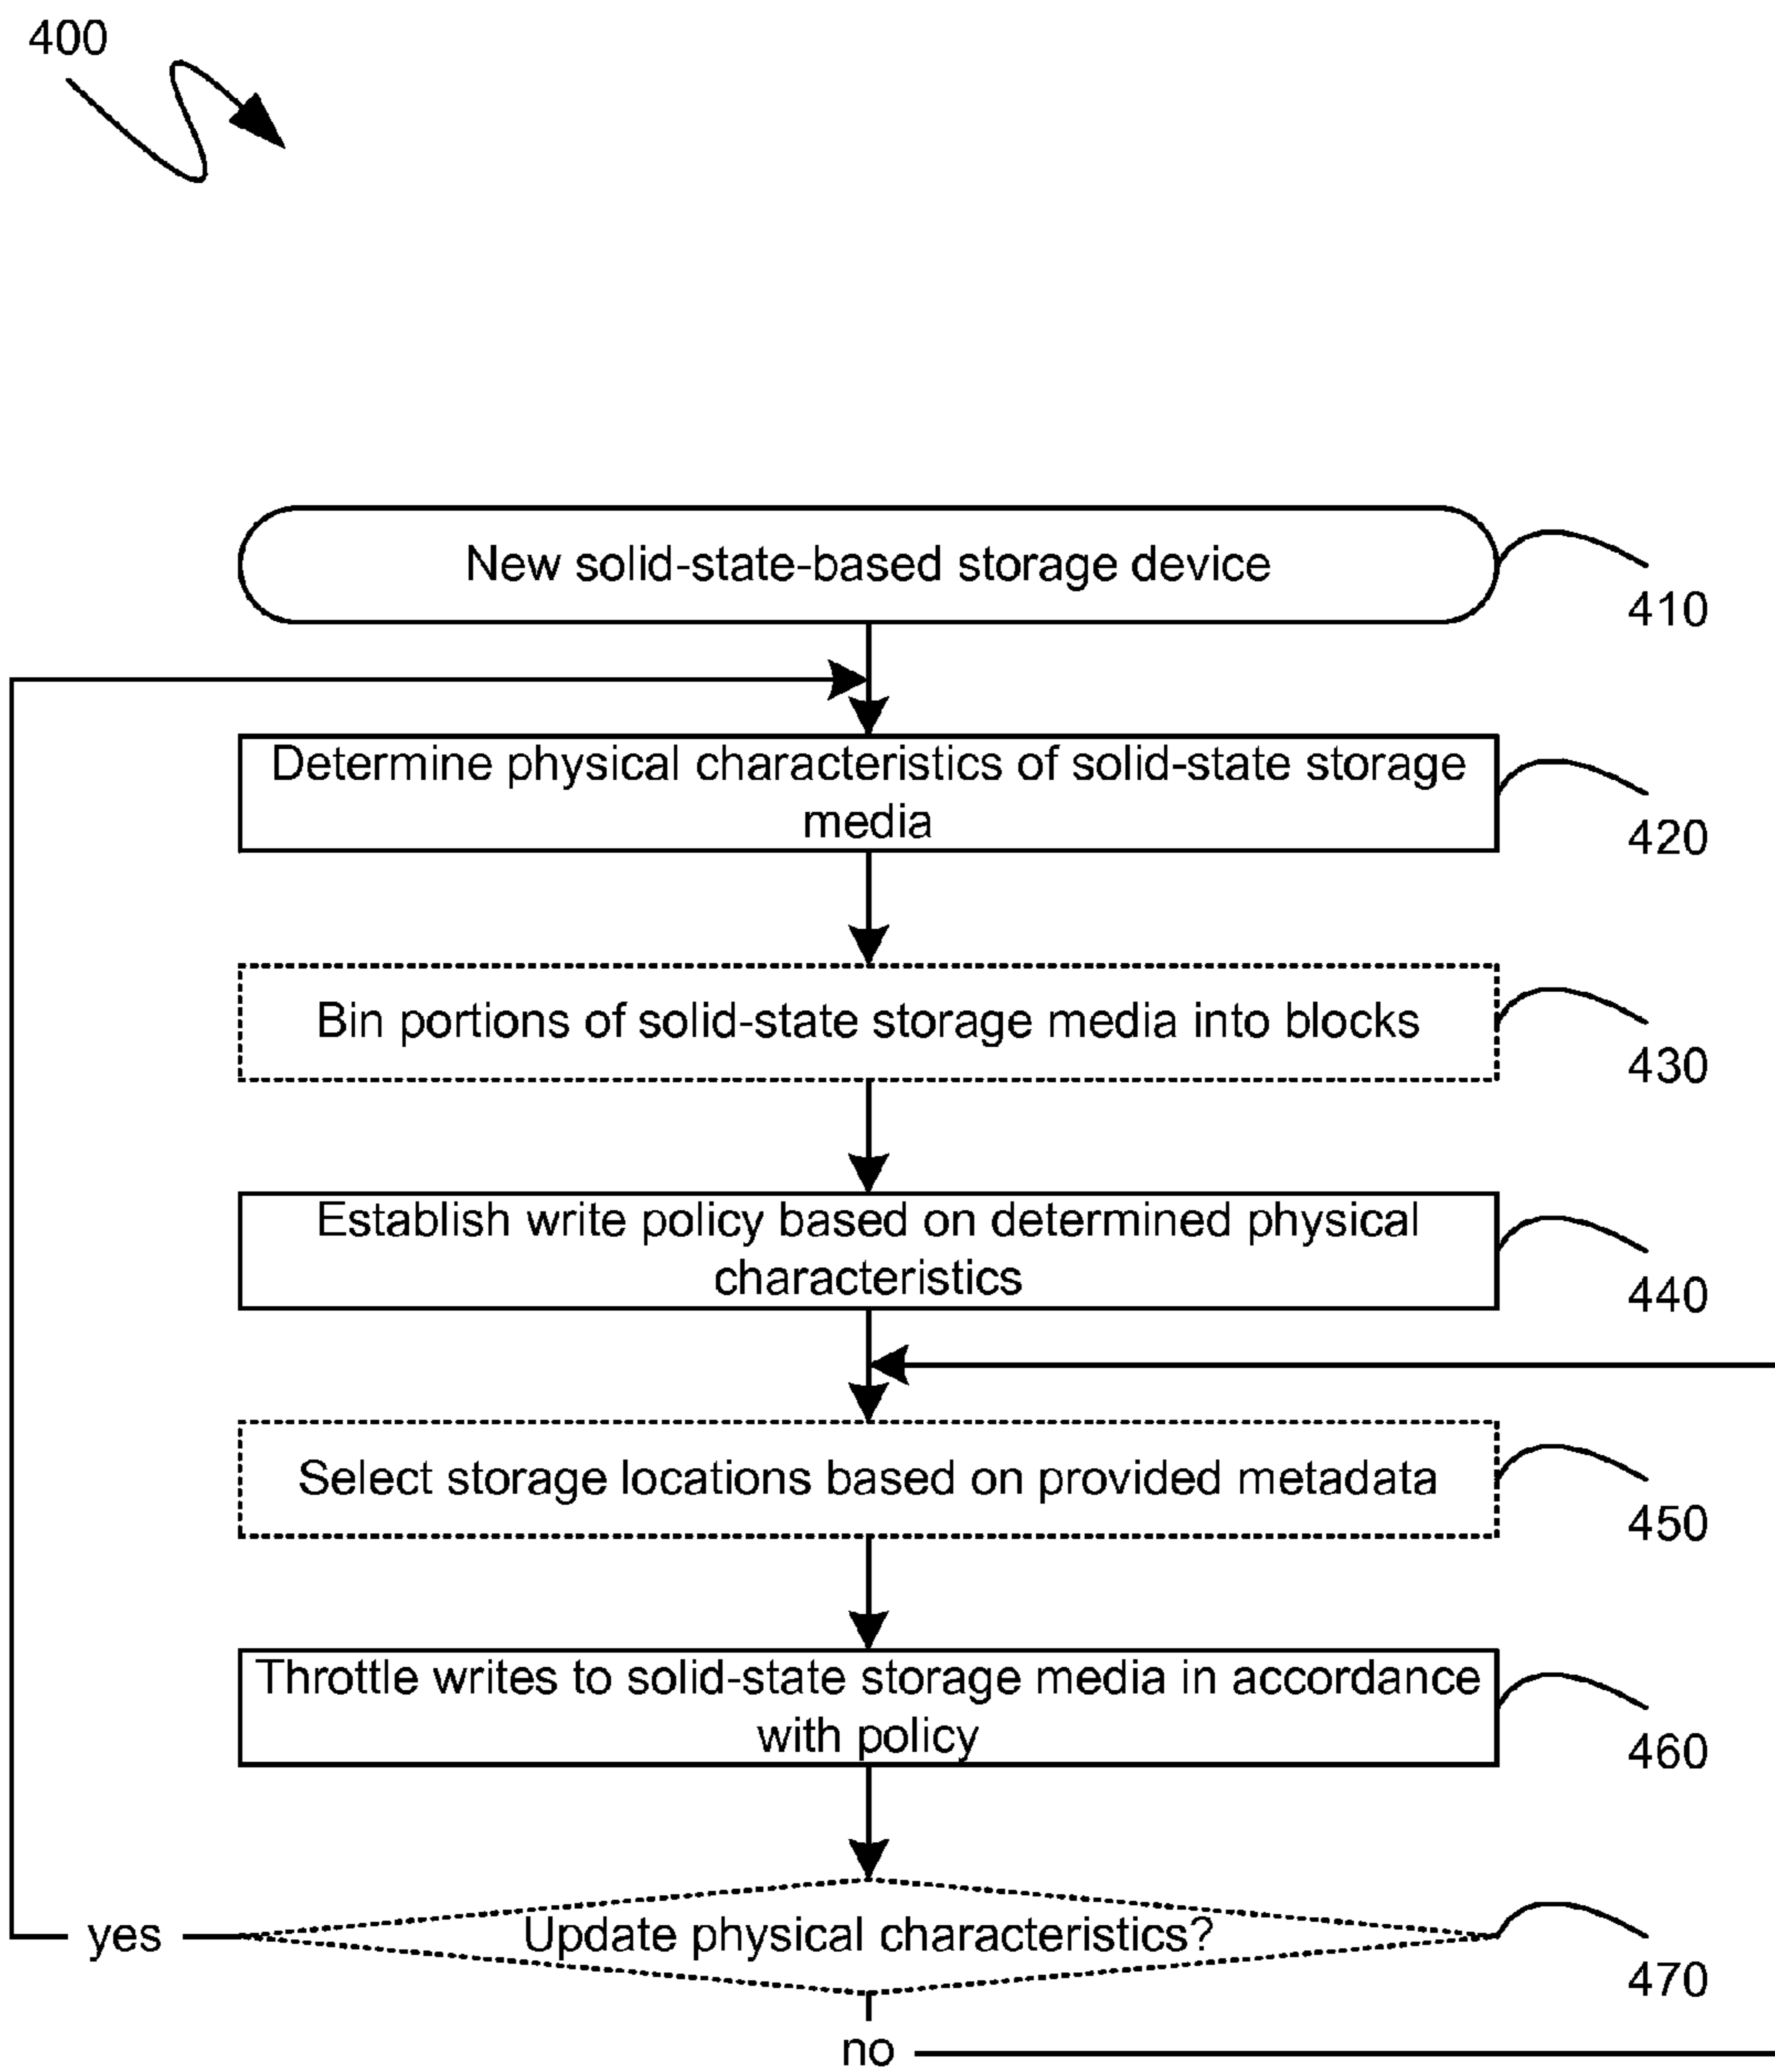 400
New solid-state-based storage device
410
Determine physical characteristics of solid-state storage
media
420
Bin portions of solid-state storage media into blocks
430
Establish write policy based on determined physical
characteristics
440
Select storage locations based on provided metadata
450
Throttle writes to solid-state storage media in accordance
with policy
460
yes
Update physical characteristics?
470
no